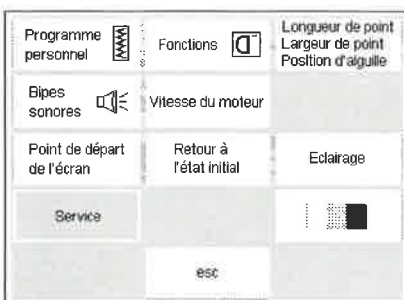 Programme
personnel
Fonctions
Longueur de point
Largeur de point
Position d'aiguille
Bipes
sonores
Vitesse du moteur
Point de départ
de l'écran
Retour à
l'état initial
Eclairage
Service
esc